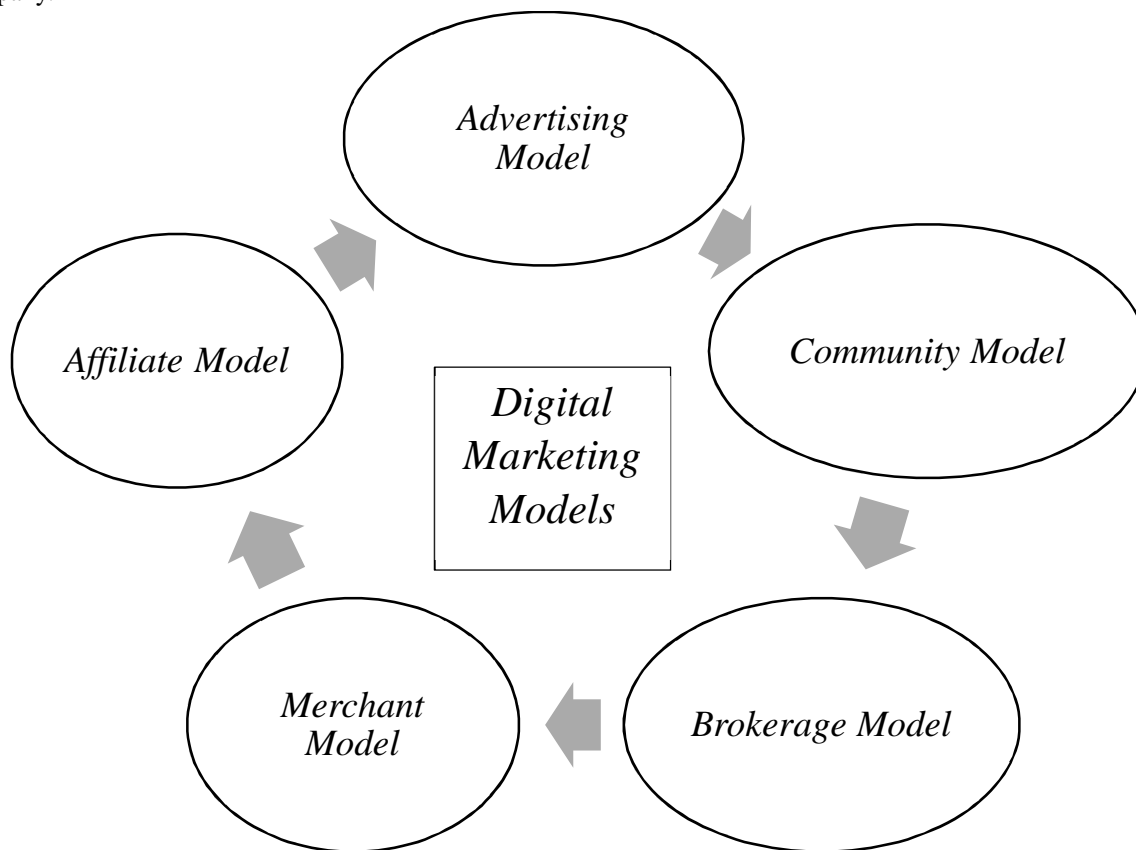 Advertising
Model
Affiliate Model
Community Model
Digital
Marketing
Models
Merchant
Model
Brokerage Model